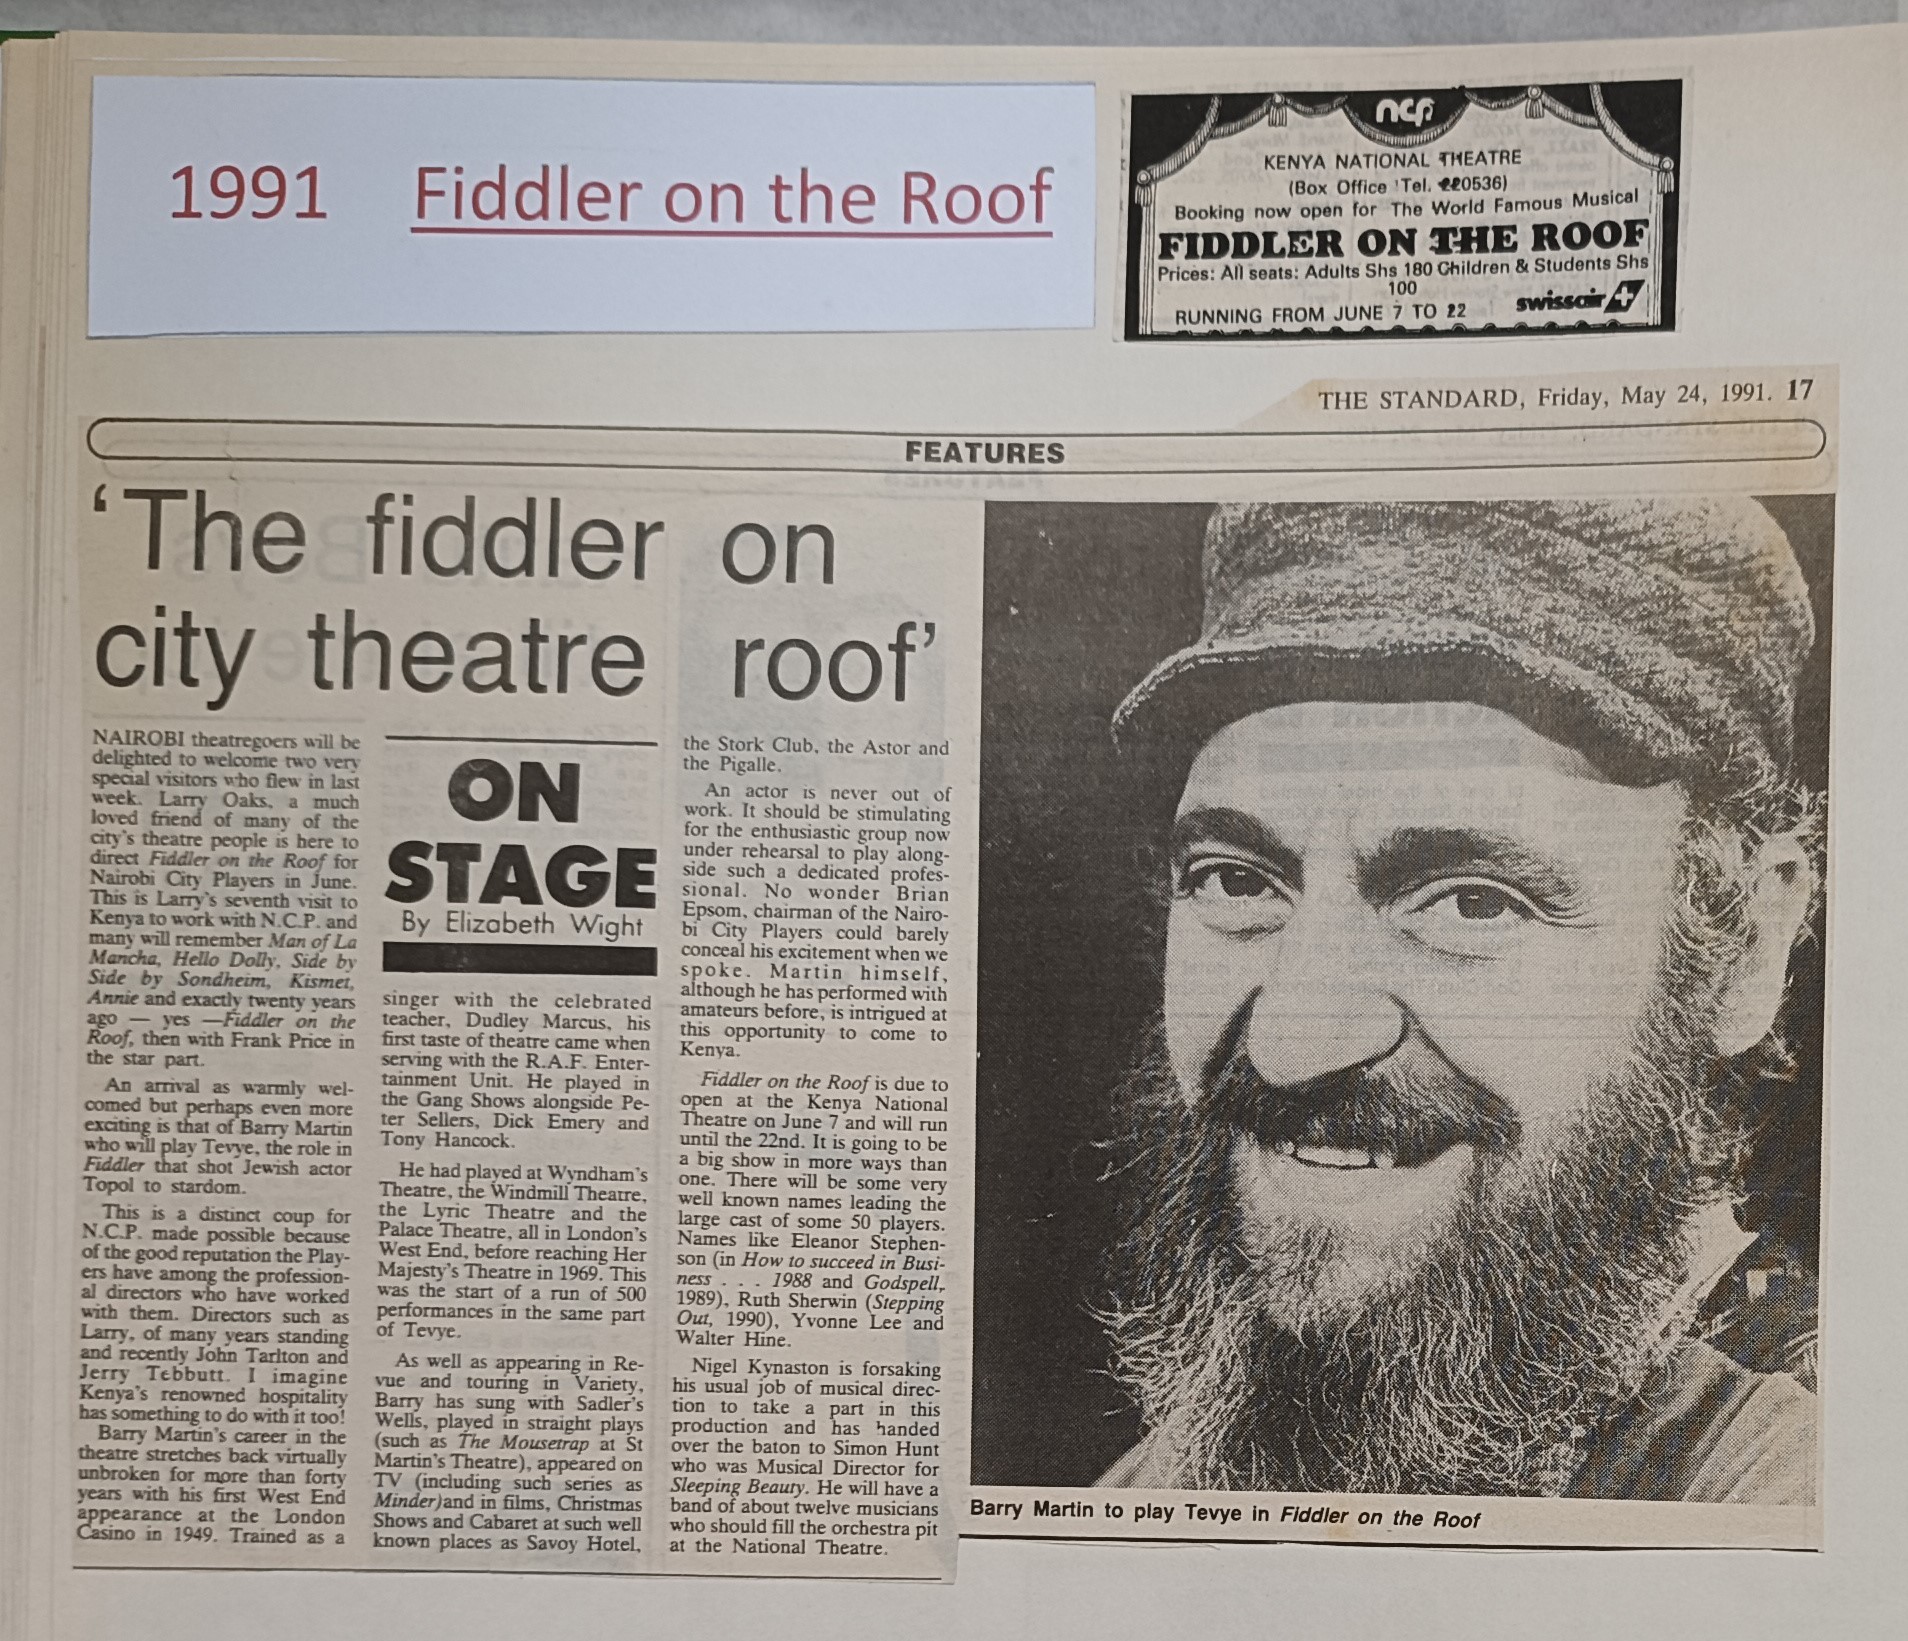 1991 Fiddler on the Roof
ncp
KENYA NATIONAL THEATRE
(Box Office Tel. 220536)
Booking now open for The World Famous Musical
FIDDLER ON THE ROOF
Prices: All seats: Adults Shs 180 Children & Students Shs
100
RUNNING FROM JUNE 7 TO 22
swissair
THE STANDARD, Friday, May 24, 1991. 17
FEATURES
‘The fiddler on
city theatre roof’
NAIROBI theatregoers will be
delighted to welcome two very
special visitors who flew in last
week. Larry Oaks, a much
loved friend of many of the
city's theatre people is here to
direct Fiddler on the Roof for
Nairobi City Players in June.
This is Larry's seventh visit to
Kenya to work with N.C.P. and
many will remember Man of La
Mancha, Hello Dolly, Side by
Side by Sondheim, Kismet,
Annie and exactly twenty years
ago — yes —Fiddler on the
Roof, then with Frank Price in
the star part.
An arrival as warmly wel-
comed but perhaps even more
exciting is that of Barry Martin
who will play Tevye, the role in
Fiddler that shot Jewish actor
Topol to stardom.
This is a distinct coup for
N.C.P. made possible because
of the good reputation the Play-
ers have among the profession-
al directors who have worked
with them. Directors such as
Larry, of many years standing
and recently John Tarlton and
Jerry Tebbutt. I imagine
Kenya's renowned hospitality
has something to do with it too!
Barry Martin's career in the
theatre stretches back virtually
unbroken for more than forty
years with his first West End
appearance at the London
Casino in 1949. Trained as a
ON
STAGE
By Elizabeth Wight
singer with the celebrated
teacher, Dudley Marcus, his
first taste of theatre came when
serving with the R.A.F. Enter-
tainment Unit. He played in
the Gang Shows alongside Pe-
ter Sellers, Dick Emery and
Tony Hancock.
He had played at Wyndham's
Theatre, the Windmill Theatre,
the Lyric Theatre and the
Palace Theatre, all in London's
West End, before reaching Her
Majesty's Theatre in 1969. This
was the start of a run of 500
performances in the same part
of Tevye.
As well as appearing in Re-
vue and touring in Variety,
Barry has sung with Sadler's
Wells, played in straight plays
(such as The Mousetrap at St
Martin's Theatre), appeared on
TV (including such series as
Minder)and in films, Christmas
Shows and Cabaret at such well
known places as Savoy Hotel,
the Stork Club, the Astor and
the Pigalle.
An actor is never out of
work. It should be stimulating
for the enthusiastic group now
under rehearsal to play along-
side such a dedicated profes-
sional. No wonder Brian
Epsom, chairman of the Nairo-
bi City Players could barely
conceal his excitement when we
spoke. Martin himself,
although he has performed with
amateurs before, is intrigued at
this opportunity to come to
Kenya.
Fiddler on the Roof is due to
open at the Kenya National
Theatre on June 7 and will run
until the 22nd. It is going to be
a big show in more ways than
one. There will be some very
well known names leading the
large cast of some 50 players.
Names like Eleanor Stephen-
son (in How to succeed in Busi-
ness . . . 1988 and Godspell,
1989), Ruth Sherwin (Stepping
Out, 1990), Yvonne Lee and
Walter Hine.
Nigel Kynaston is forsaking
his usual job of musical direc-
tion to take a part in this
production and has handed
over the baton to Simon Hunt
who was Musical Director for
Sleeping Beauty. He will have a
band of about twelve musicians
who should fill the orchestra pit
at the National Theatre.
Barry Martin to play Tevye in Fiddler on the Roof